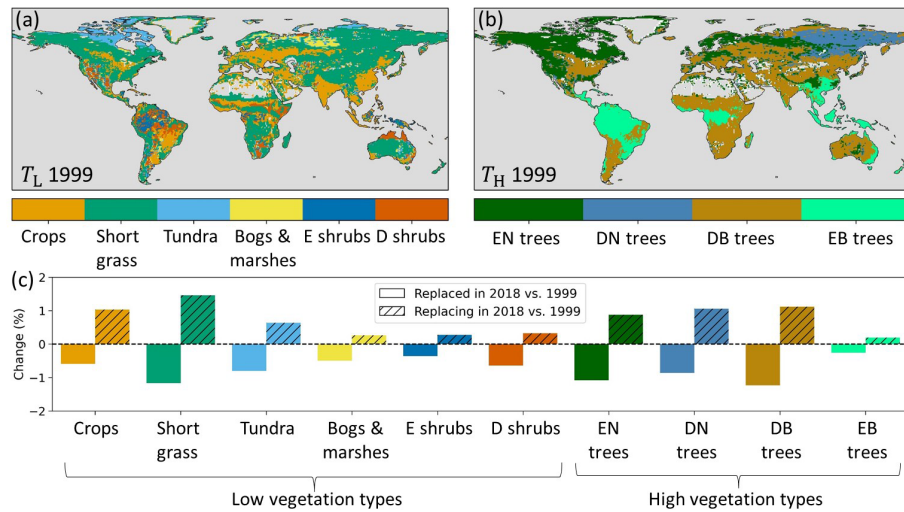 (a)
T_L 1999
(b)
T_H 1999
Crops
Short
grass
Tundra
Bogs &
marshes
E shrubs
D shrubs
EN trees
DN trees
DB trees
EB trees
(c)
Change (%)
2
1
0
−1
−2
Replaced in 2018 vs. 1999
Replacing in 2018 vs. 1999
Crops
Short
grass
Tundra
Bogs &
marshes
E shrubs
D shrubs
EN
trees
DN
trees
DB
trees
EB
trees
Low vegetation types
High vegetation types